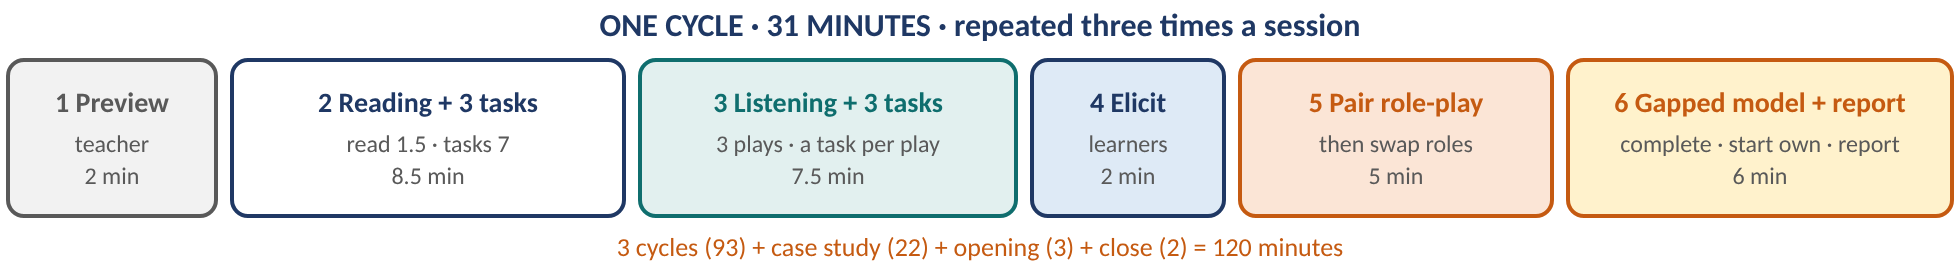 ONE CYCLE · 31 MINUTES · repeated three times a session
1 Preview
teacher
2 min
2 Reading + 3 tasks
read 1.5 · tasks 7
8.5 min
3 Listening + 3 tasks
3 plays · a task per play
7.5 min
4 Elicit
learners
2 min
5 Pair role-play
then swap roles
5 min
6 Gapped model + report
complete · start own · report
6 min
3 cycles (93) + case study (22) + opening (3) + close (2) = 120 minutes